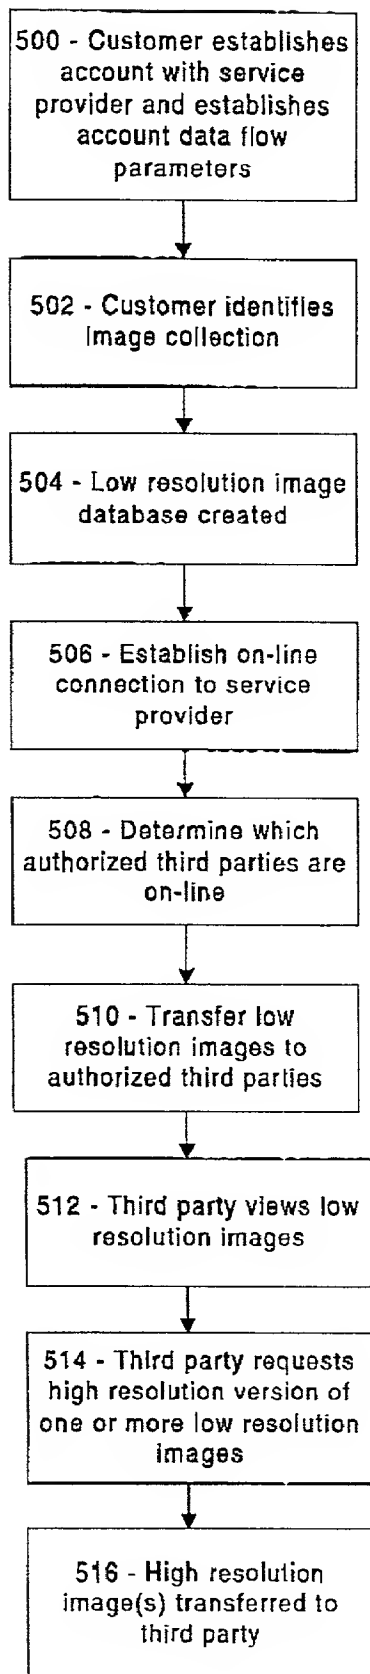 500 - Customer establishes
account with service
provider and establishes
account data flow
parameters
502 - Customer identifies
image collection
504 - Low resolution image
database created
506 - Establish on-line
connection to service
provider
508 - Determine which
authorized third parties are
on-line
510 - Transfer low
resolution images to
authorized third parties
512 - Third party views low
resolution images
514 - Third party requests
high resolution version of
one or more low resolution
images
516 - High resolution
image(s) transferred to
third party